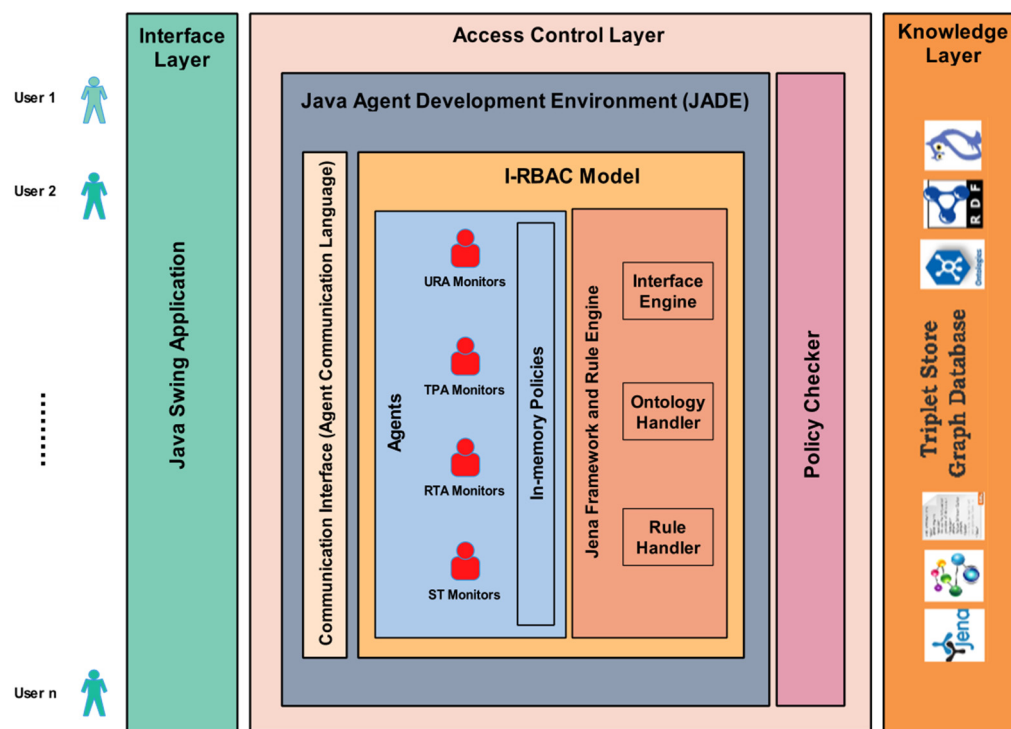 Interface
Layer
Access Control Layer
Knowledge
Layer
User 1
User 2
User n
Java Swing Application
Java Agent Development Environment (JADE)
Communication Interface (Agent Communication Language)
I-RBAC Model
Agents
URA Monitors
TPA Monitors
RTA Monitors
ST Monitors
In-memory Policies
Jena Framework and Rule Engine
Interface
Engine
Ontology
Handler
Rule
Handler
Policy Checker
RDF
Ontologies
Triplet Store
Graph Database
Jena